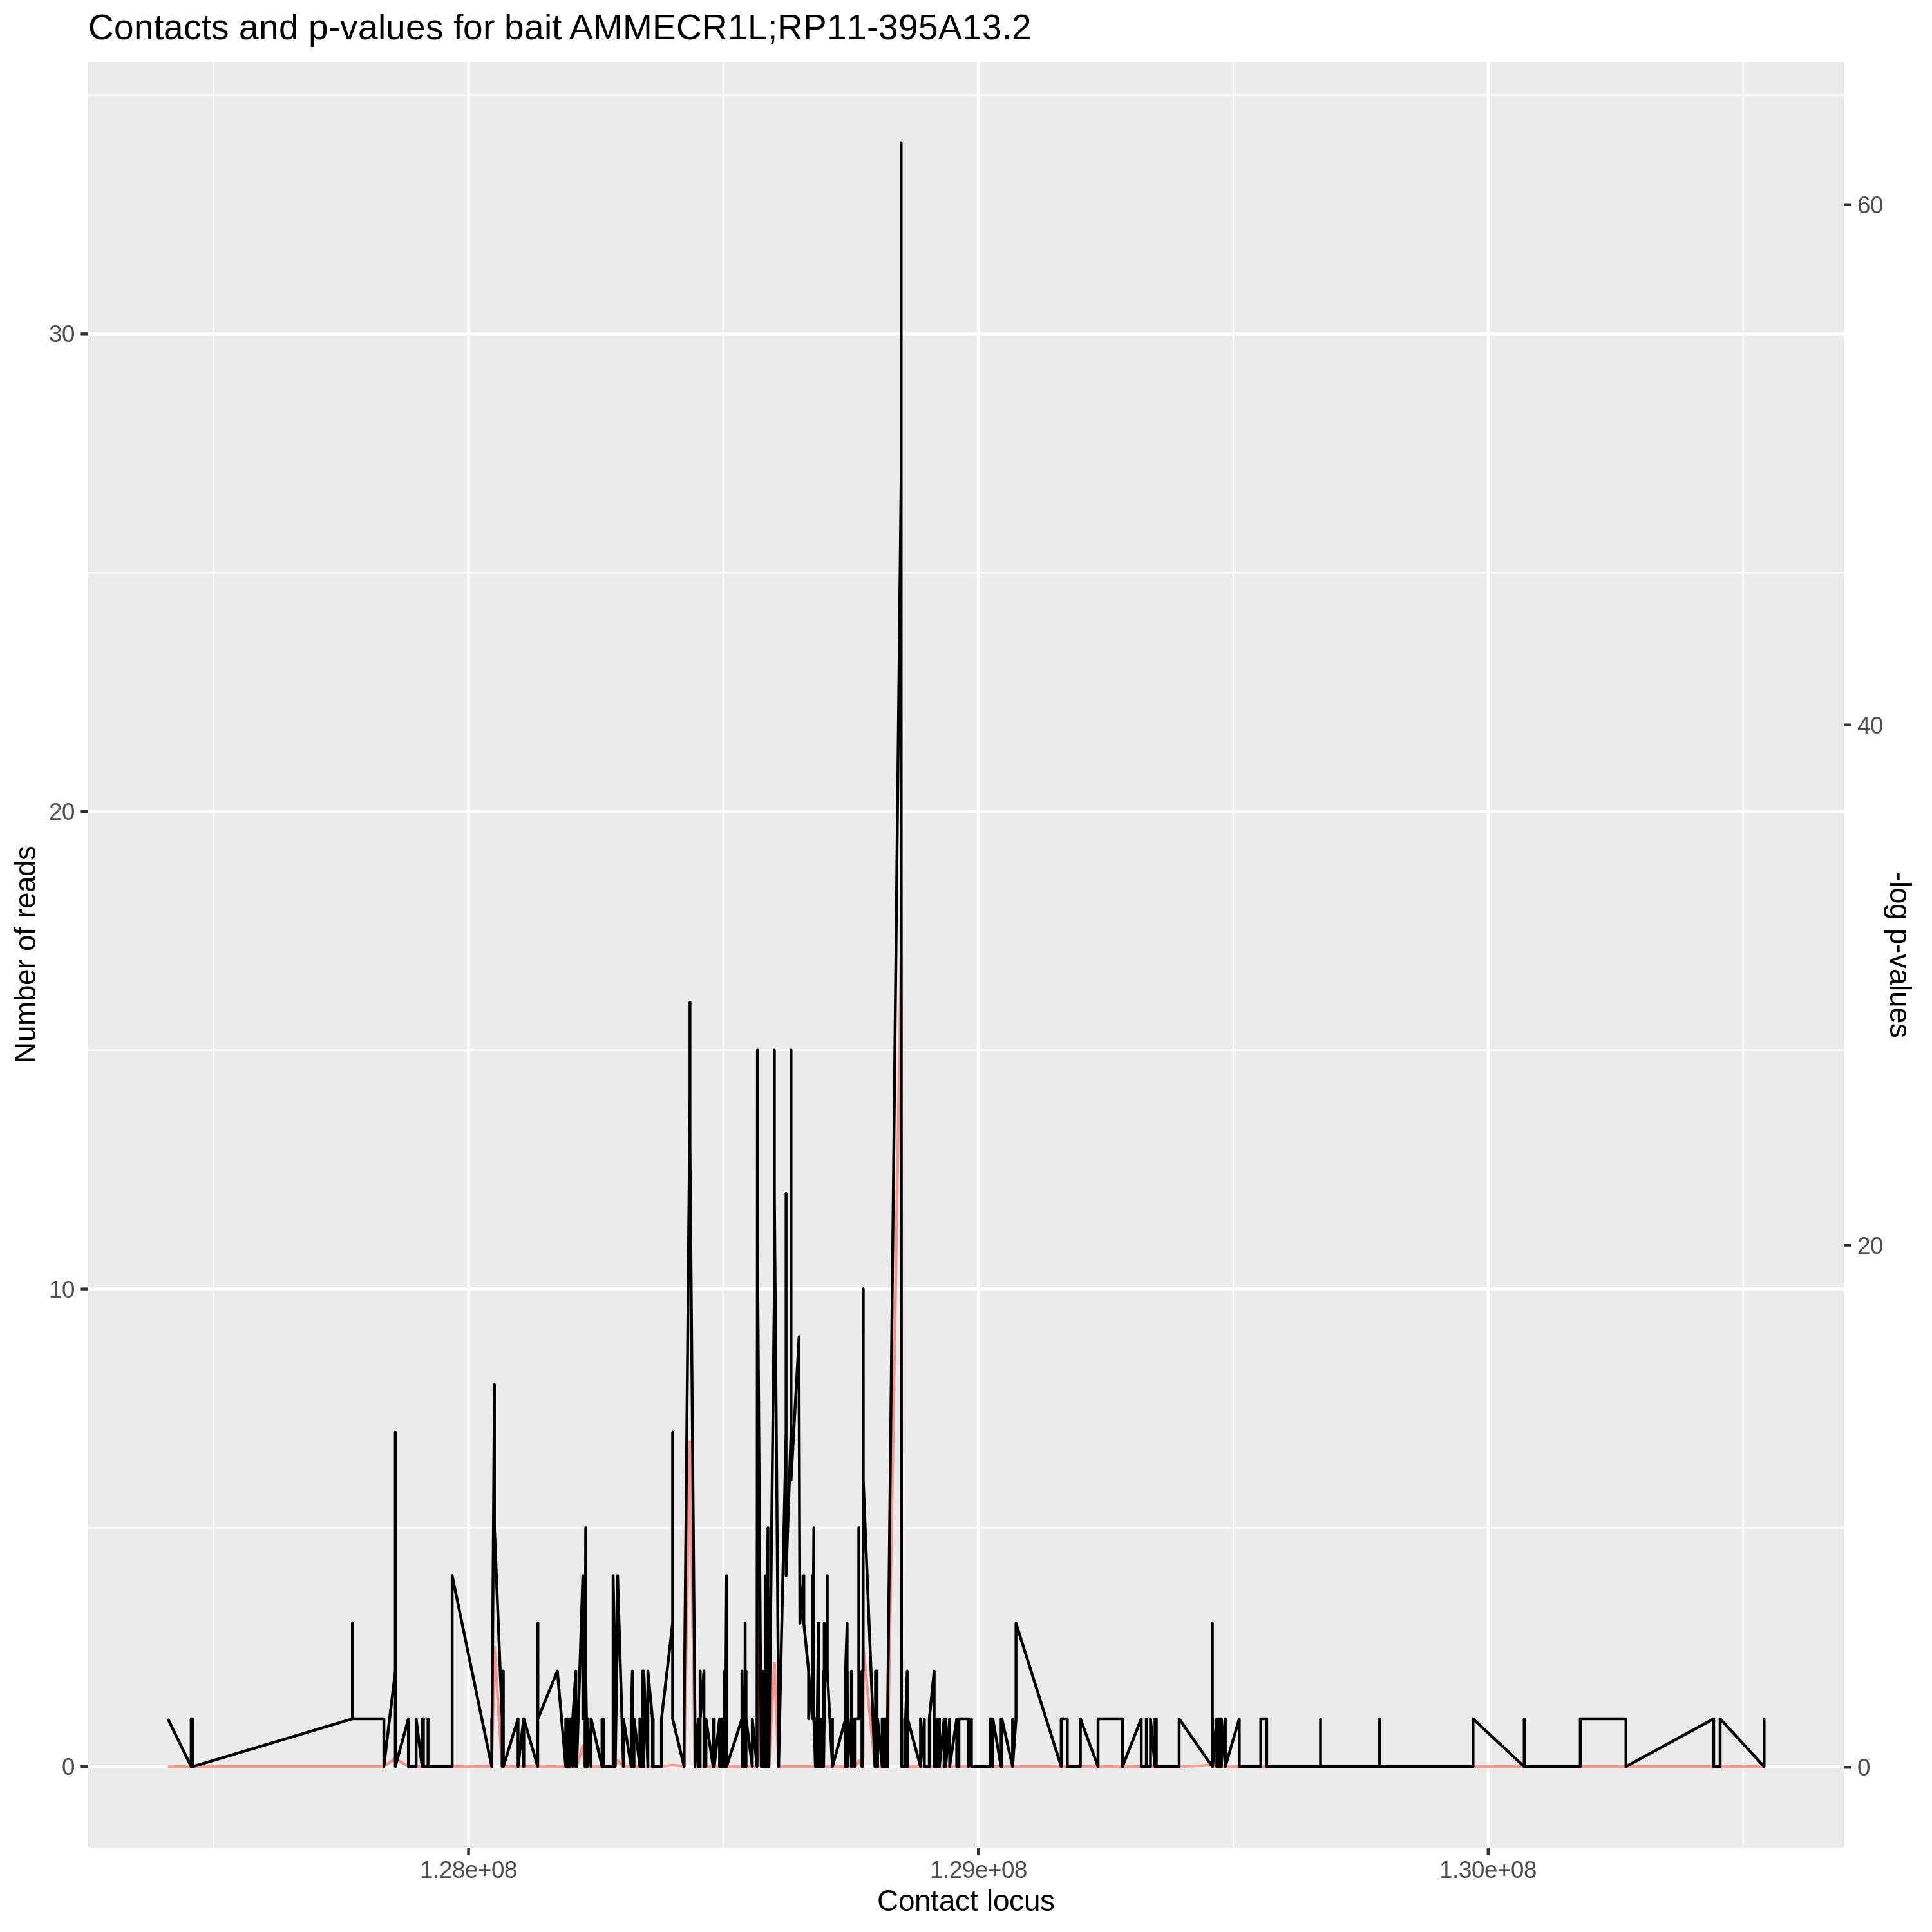 Contacts and p-values for bait AMMECR1L;RP11-395A13.2
30
20
10
0
Number of reads
60
40
20
0
-log p-values
1.28e+08 1.29e+08 1.30e+08
Contact locus